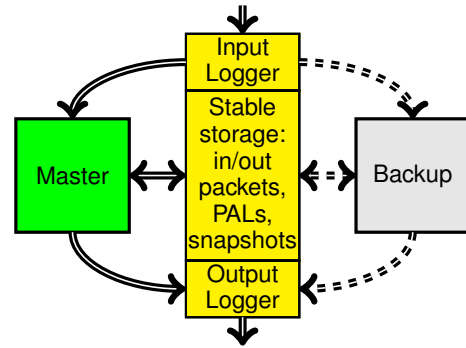 Input
Logger
Stable
storage:
in/out
packets,
PALs,
snapshots
Master
Backup
Output
Logger